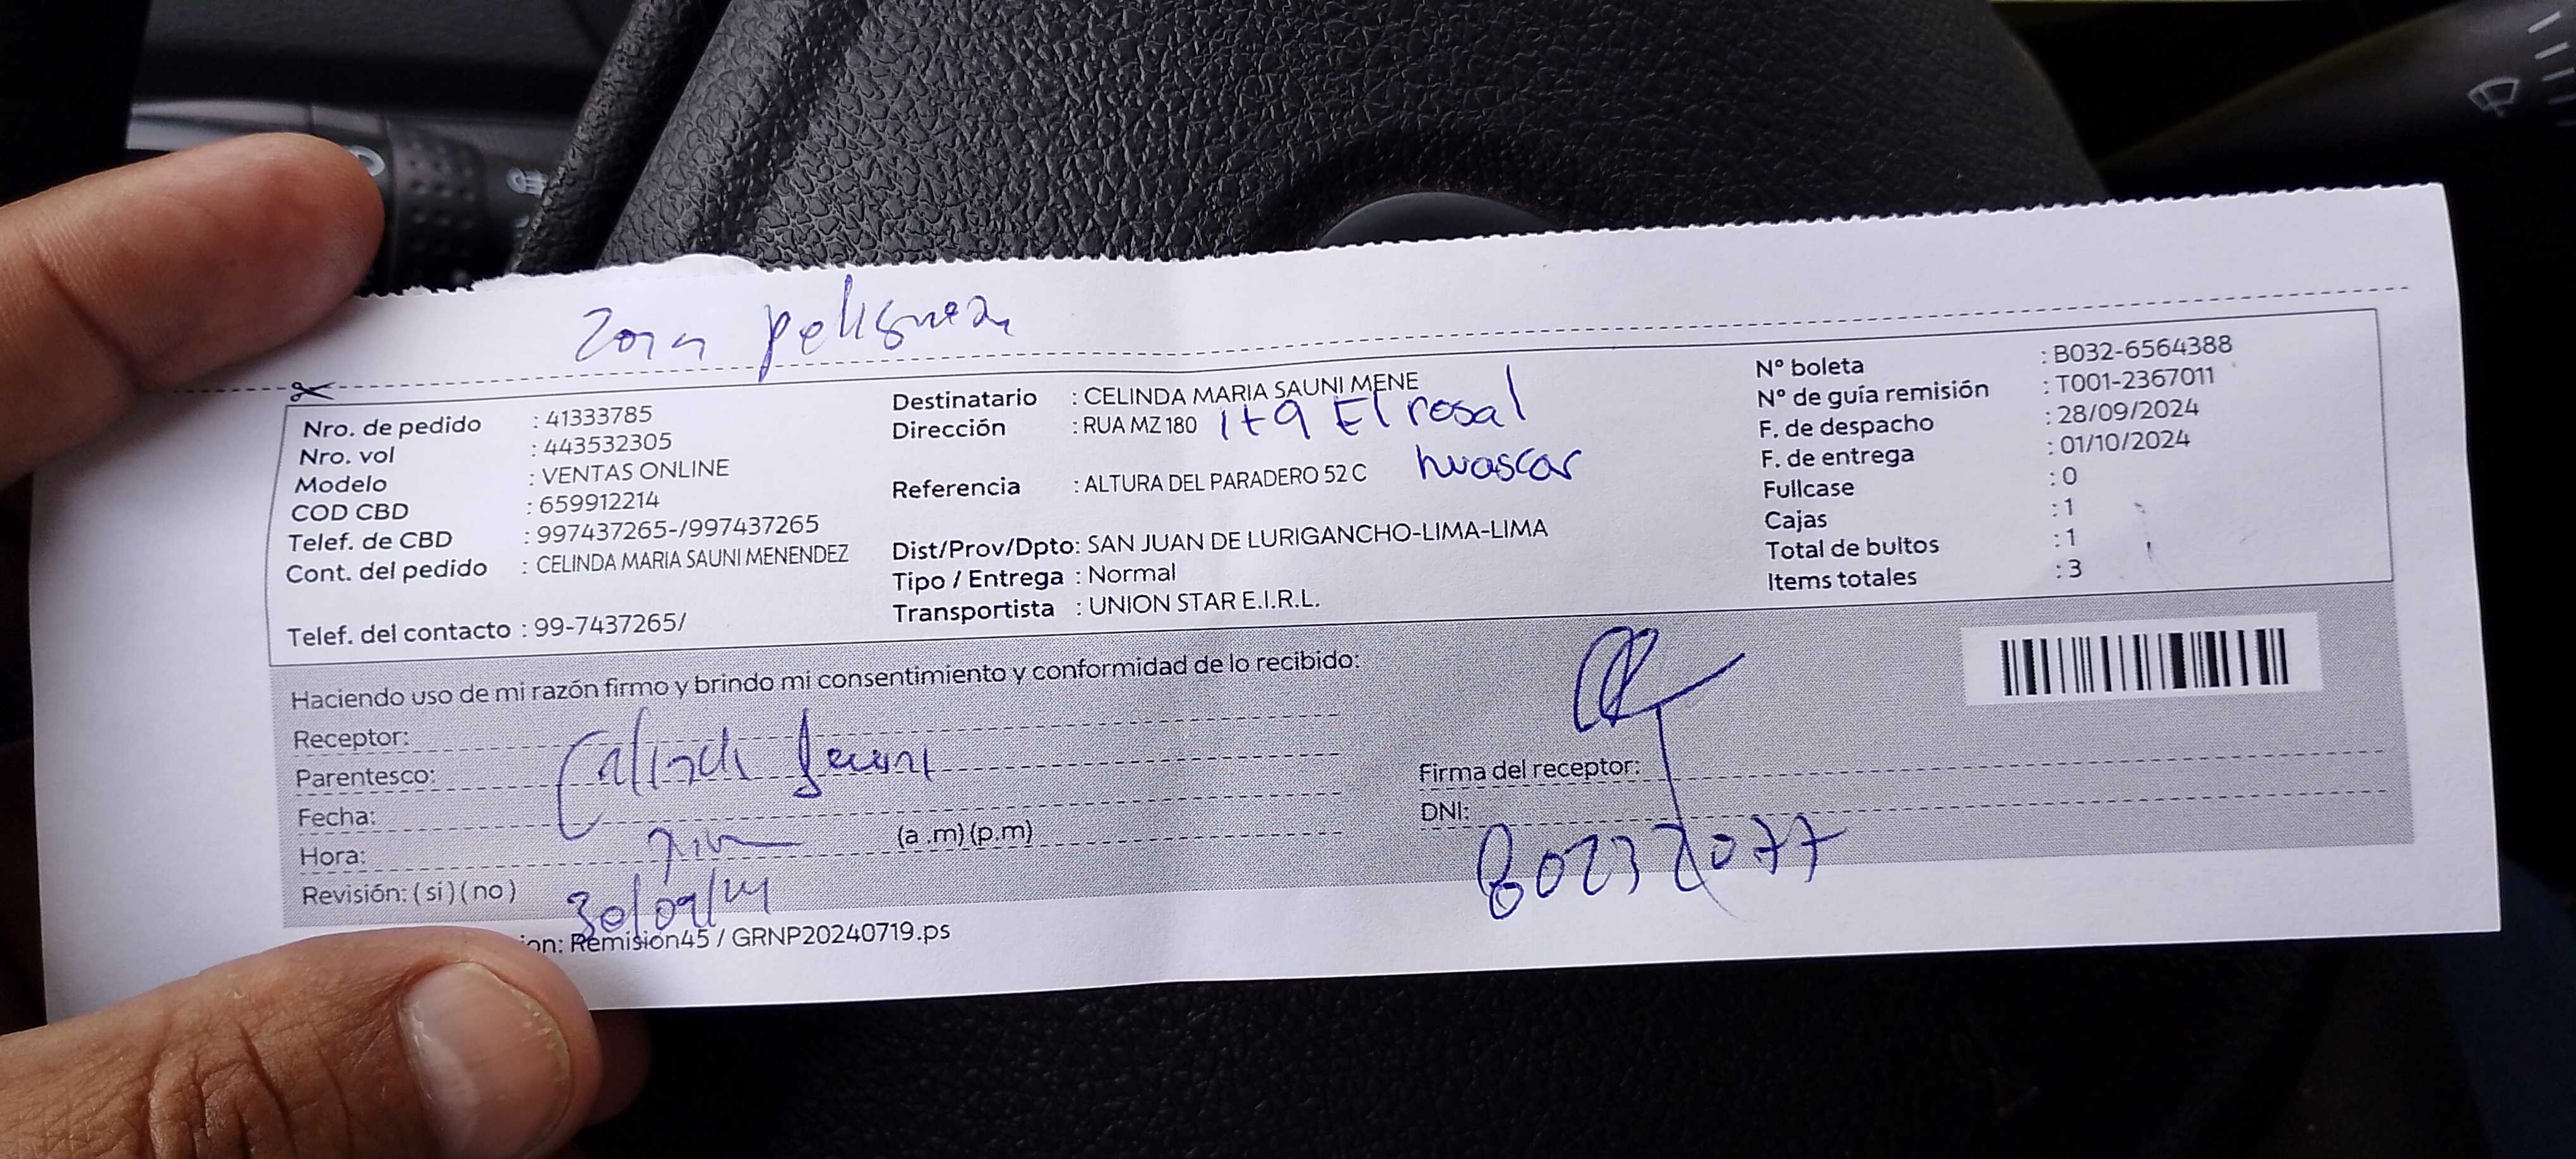 Zona peligrosa
Nro. de pedido : 41333785
Nro. vol : 443532305
Modelo : VENTAS ONLINE
COD CBD : 659912214
Telef. de CBD : 997437265-/997437265
Cont. del pedido : CELINDA MARIA SAUNI MENENDEZ
Telef. del contacto : 99-7437265/
Destinatario : CELINDA MARIA SAUNI MENE
Dirección : RUA MZ 180 lt 9 El rosal
huascar
Referencia : ALTURA DEL PARADERO 52 C
Dist/Prov/Dpto: SAN JUAN DE LURIGANCHO-LIMA-LIMA
Tipo / Entrega : Normal
Transportista : UNION STAR E.I.R.L.
N° boleta : B032-6564388
N° de guía remisión : T001-2367011
F. de despacho : 28/09/2024
F. de entrega : 01/10/2024
Fullcase : 0
Cajas : 1
Total de bultos : 1
Items totales : 3
Haciendo uso de mi razón firmo y brindo mi consentimiento y conformidad de lo recibido:
Receptor:
Parentesco:
Fecha:
Hora: (a .m) (p.m)
Revisión: ( si ) ( no )
30/09/24
Firma del receptor:
DNI:
80232077
ion: Remisión45 / GRNP20240719.ps